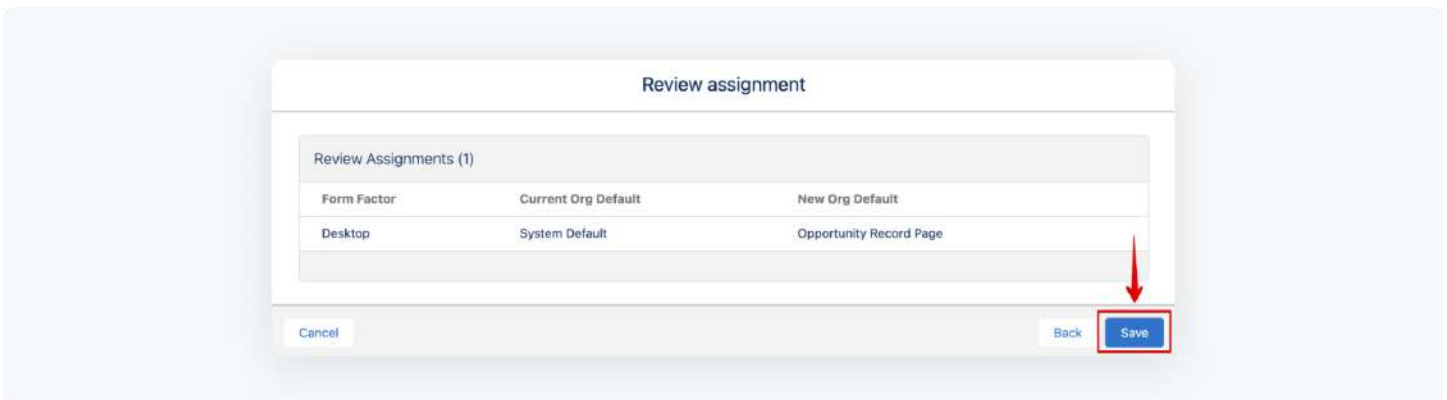 Review assignment
Review Assignments (1)
Form Factor Current Org Default New Org Default
Desktop System Default Opportunity Record Page
Cancel Back Save